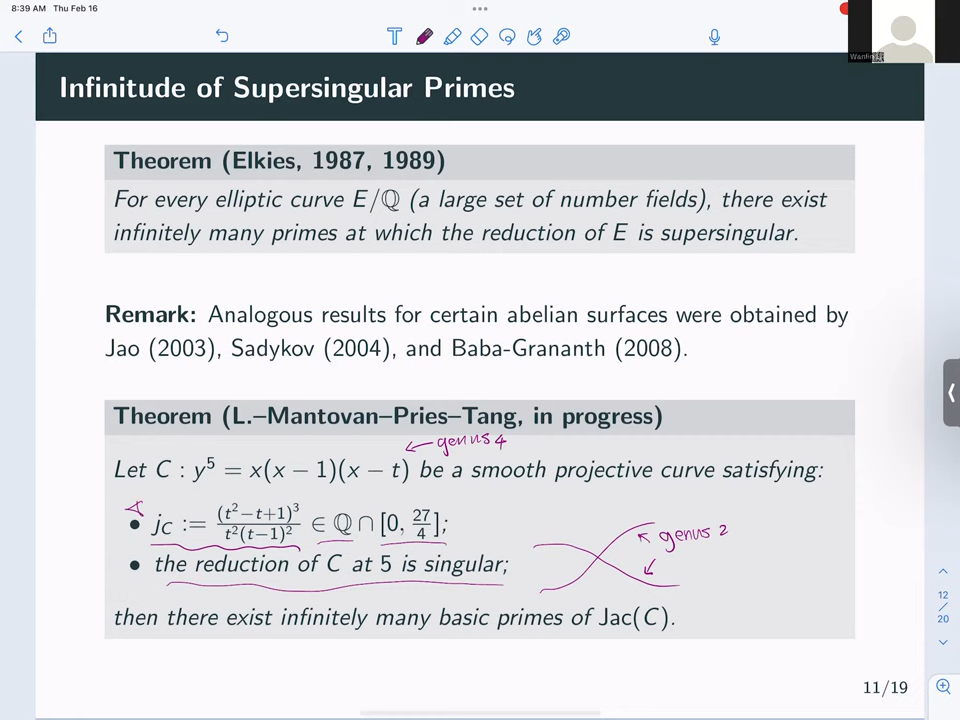 8:39 AM Thu Feb 16
Infinitude of Supersingular Primes
Theorem (Elkies, 1987, 1989)
For every elliptic curve E/ℚ (a large set of number fields), there exist
infinitely many primes at which the reduction of E is supersingular.
Remark: Analogous results for certain abelian surfaces were obtained by
Jao (2003), Sadykov (2004), and Baba-Grananth (2008).
Theorem (L.–Mantovan–Pries–Tang, in progress)
← genus 4
Let C : y⁵ = x(x − 1)(x − t) be a smooth projective curve satisfying:
• j_C := (t²−t+1)³/t²(t−1)² ∈ ℚ ∩ [0, 27/4];
genus 2
• the reduction of C at 5 is singular;
then there exist infinitely many basic primes of Jac(C).
12
/
20
11/19